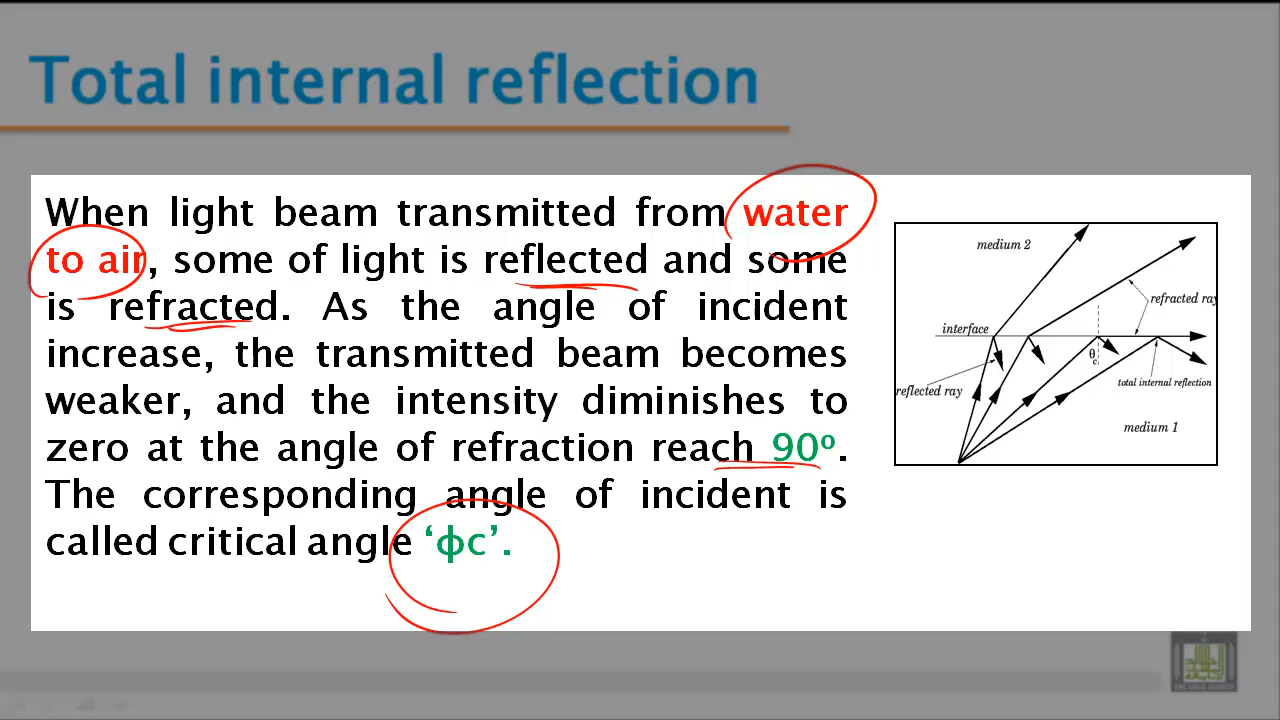 Total internal reflection
When light beam transmitted from water
to air, some of light is reflected and some
is refracted. As the angle of incident
increase, the transmitted beam becomes
weaker, and the intensity diminishes to
zero at the angle of refraction reach 90º.
The corresponding angle of incident is
called critical angle ‘ϕc’.
medium 2
refracted ray
interface
θc
reflected ray
total internal reflection
medium 1